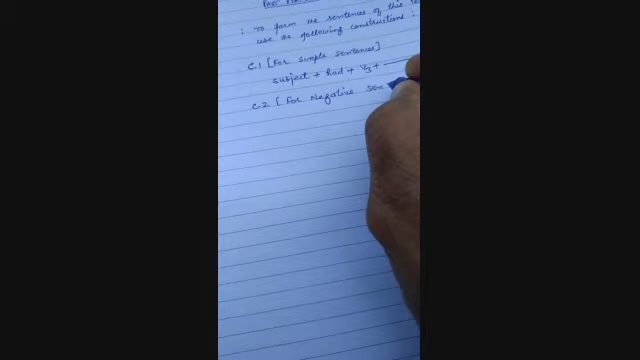 : To form the sentences of this
use as following constructions :
C1 [For simple sentences]
subject + had + V3 +
C2 [ For Negative sen